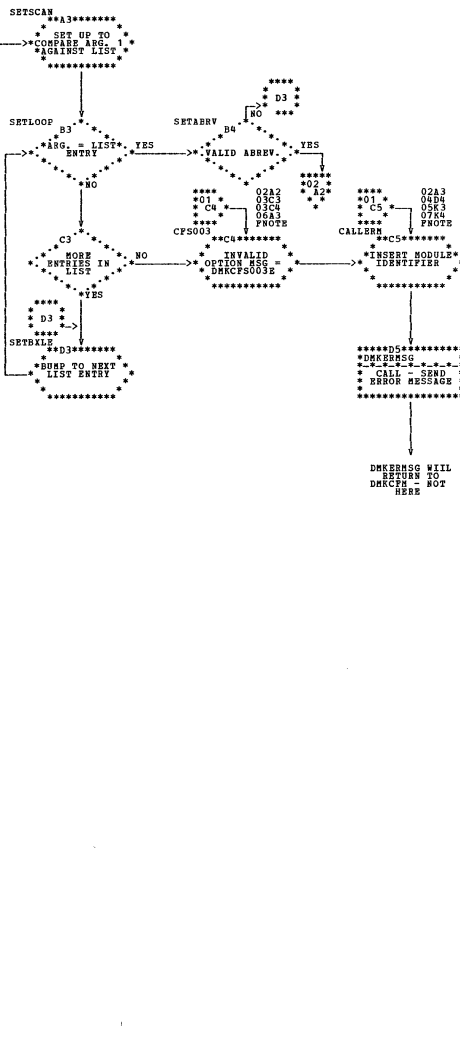 SETSCAN
**A3*******
SET UP TO
COMPARE ARG. 1
AGAINST LIST
SETLOOP
B3
ARG. = LIST
ENTRY
YES
NO
SETABRV
B4
VALID ABREV.
NO
D3
YES
02
A2
C3
MORE
ENTRIES IN
LIST
NO
YES
01
C4
02A2
03C3
03C4
06A3
PNOTE
CFS003
**C4*******
INVALID
OPTION MSG =
DMKCFS003E
01
C5
02A3
04D4
05K3
07K4
PNOTE
CALLERM
**C5*******
INSERT MODULE
IDENTIFIER
D3
SETBXLE
**D3*******
BUMP TO NEXT
LIST ENTRY
*****D5*********
*DMKERMSG
*-*-*-*-*-*-*-*-
CALL - SEND
ERROR MESSAGE
DMKERMSG WIIL
RETURN TO
DMKCFM - NOT
HERE